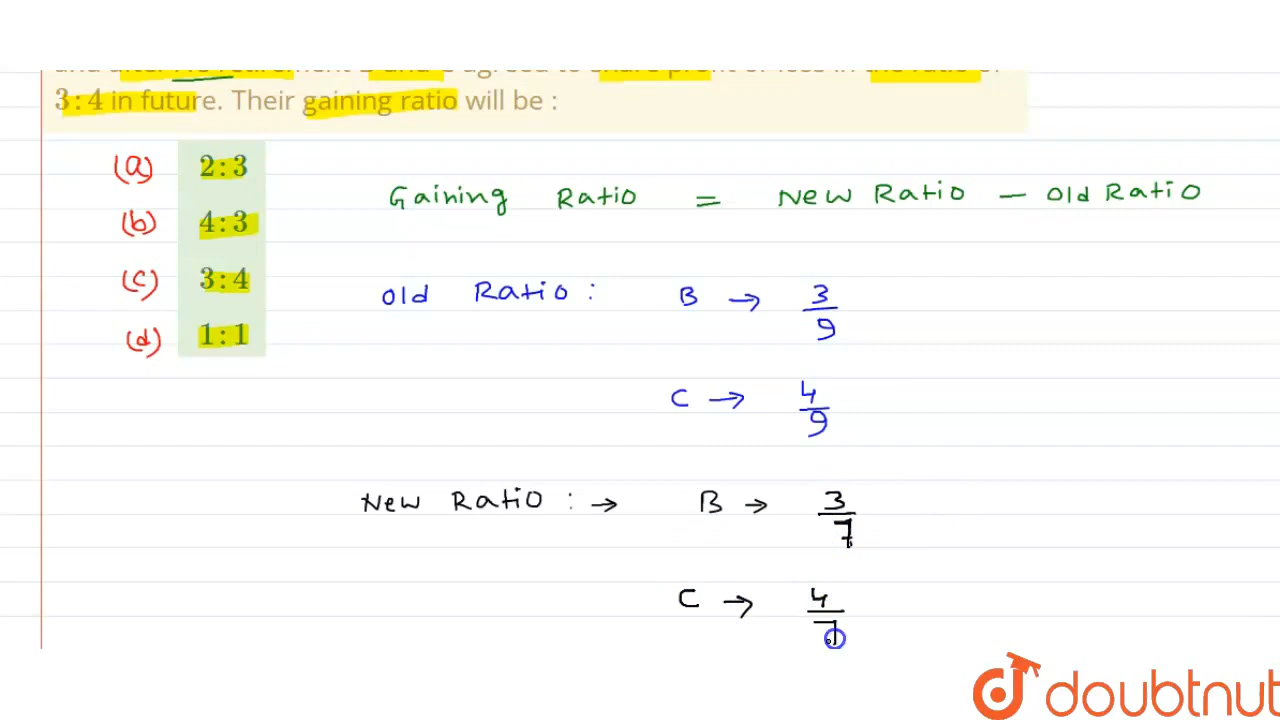 3 : 4 in future. Their gaining ratio will be :
(a) 2 : 3
Gaining Ratio = New Ratio - Old Ratio
(b) 4 : 3
(c) 3 : 4
Old Ratio : B → 3/9
(d) 1 : 1
C → 4/9
New Ratio : → B → 3/7
C → 4/7
doubtnut